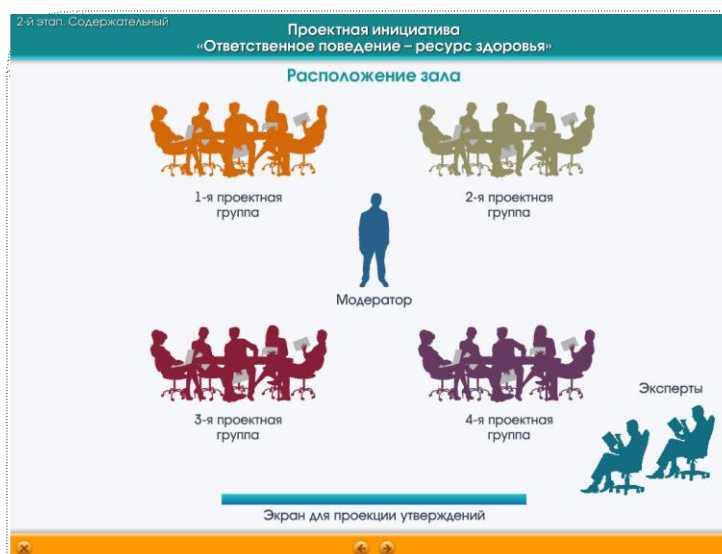 2-й этап. Содержательный
Проектная инициатива
«Ответственное поведение – ресурс здоровья»
Расположение зала
1-я проектная
группа
2-я проектная
группа
Модератор
3-я проектная
группа
4-я проектная
группа
Эксперты
Экран для проекции утверждений